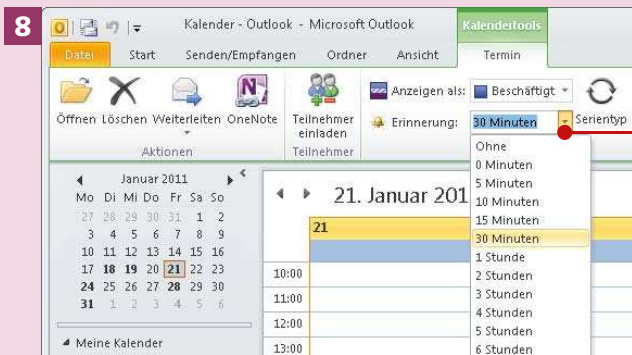 8
Kalender - Outlook - Microsoft Outlook
Kalendertools
Datei Start Senden/Empfangen Ordner Ansicht Termin
Anzeigen als: Beschäftigt
Öffnen Löschen Weiterleiten OneNote
Teilnehmer einladen
Erinnerung: 30 Minuten
Serientyp
Aktionen
Teilnehmer
Januar 2011
Mo Di Mi Do Fr Sa So
27 28 29 30 31 1 2
3 4 5 6 7 8 9
10 11 12 13 14 15 16
17 18 19 20 21 22 23
24 25 26 27 28 29 30
31 1 2 3 4 5 6
Meine Kalender
21. Januar 201
21
10:00
11:00
12:00
13:00
Ohne
0 Minuten
5 Minuten
10 Minuten
15 Minuten
30 Minuten
1 Stunde
2 Stunden
3 Stunden
4 Stunden
5 Stunden
6 Stunden